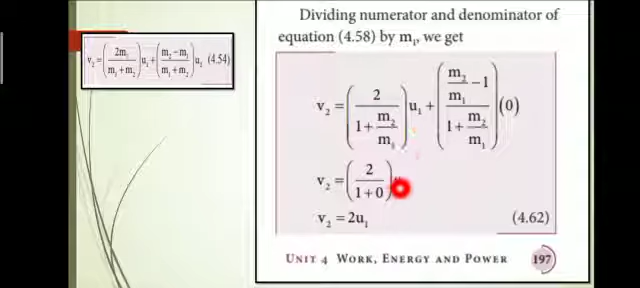 v₂ = (2m₁ / m₁ + m₂) u₁ + (m₂ − m₁ / m₁ + m₂) u₂ (4.54)
Dividing numerator and denominator of
equation (4.58) by m₁, we get
v₂ = (2 / 1 + m₂/m₁) u₁ + (m₂/m₁ − 1 / 1 + m₂/m₁) (0)
v₂ = (2 / 1+0)
v₂ = 2u₁ (4.62)
UNIT 4 WORK, ENERGY AND POWER 197